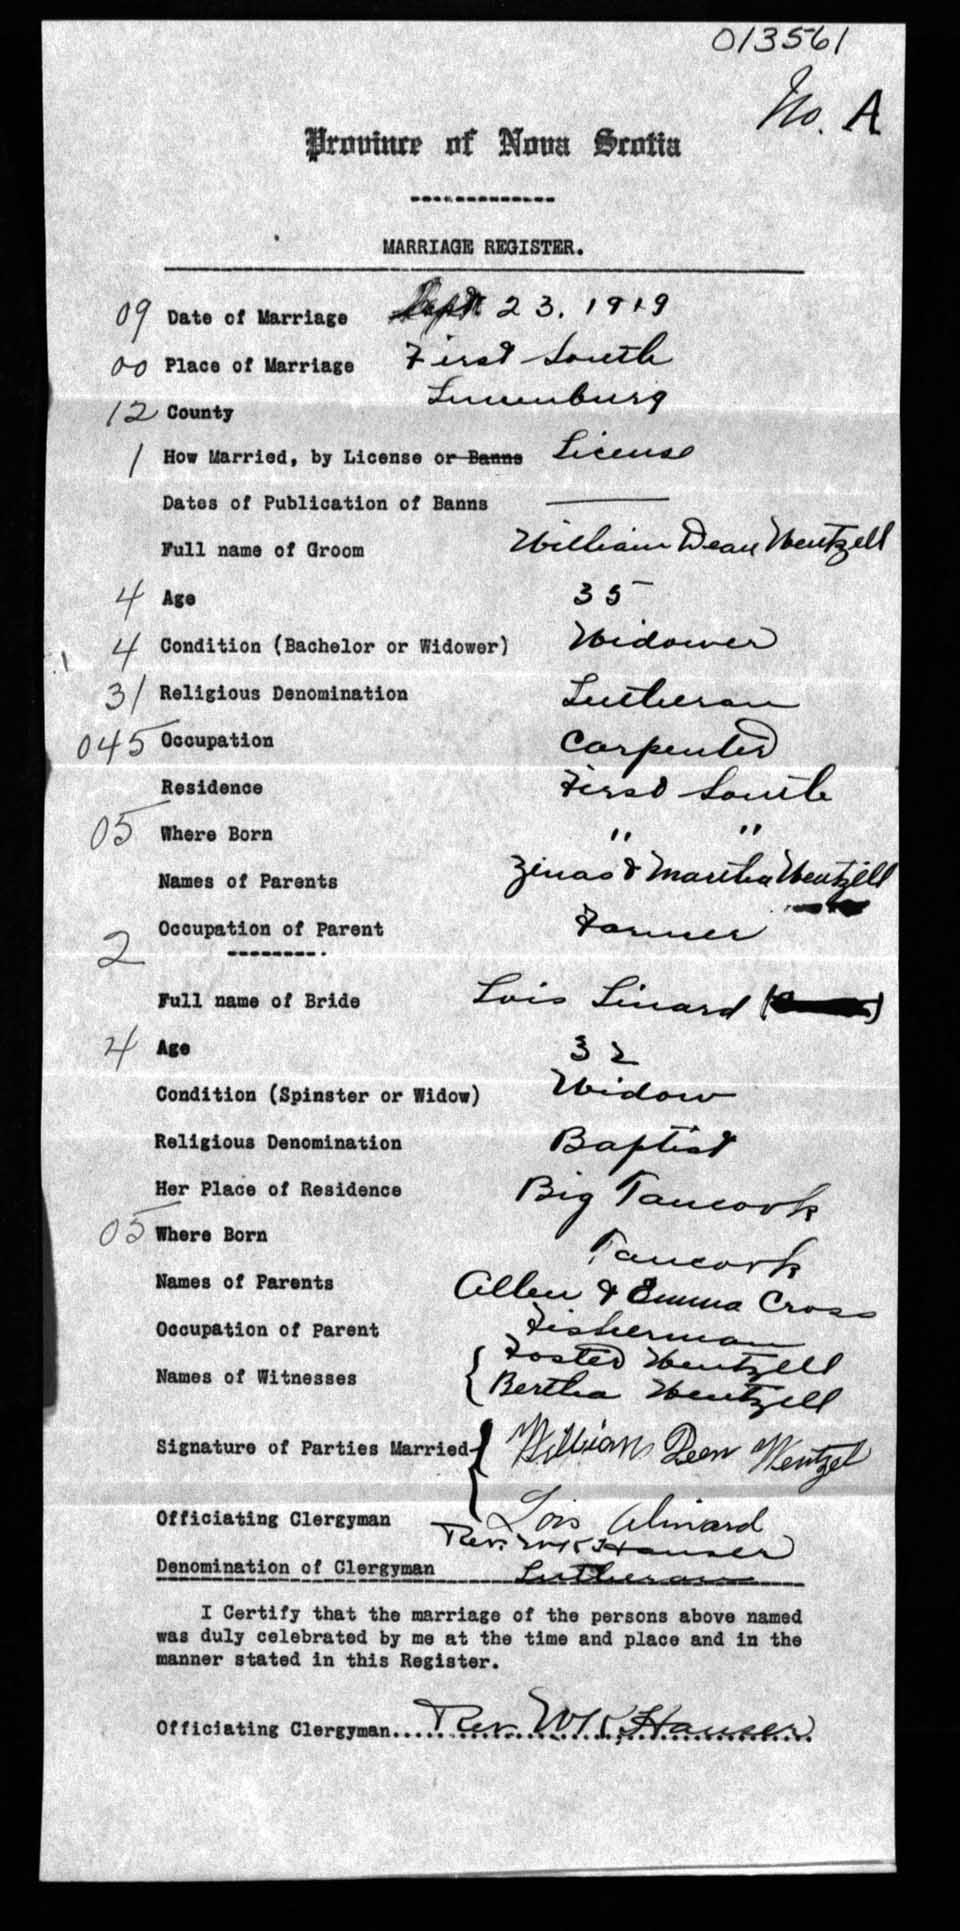 013561
No. A
Province of Nova Scotia
MARRIAGE REGISTER.
09 Date of Marriage Sept 23. 1919
00 Place of Marriage First South
12 County Lunenburg
1 How Married, by License or Banns License
Dates of Publication of Banns
Full name of Groom William Dean Wentzell
4 Age 35
4 Condition (Bachelor or Widower) Widower
31 Religious Denomination Lutheran
045 Occupation Carpenter
Residence First South
05 Where Born " "
Names of Parents Zinas & Martha Wentzell
2 Occupation of Parent Farmer
Full name of Bride Lois Linard
4 Age 32
Condition (Spinster or Widow) Widow
Religious Denomination Baptist
Her Place of Residence Big Tancook
05 Where Born Tancook
Names of Parents Allen & Emma Cross
Occupation of Parent Fisherman
Names of Witnesses Foster Wentzell
Bertha Wentzell
Signature of Parties Married William Deen Wentzel
Lois
Officiating Clergyman Rev. W K Hauser
Denomination of Clergyman Lutheran
I Certify that the marriage of the persons above named
was duly celebrated by me at the time and place and in the
manner stated in this Register.
Officiating Clergyman.... Rev. W K Hauser